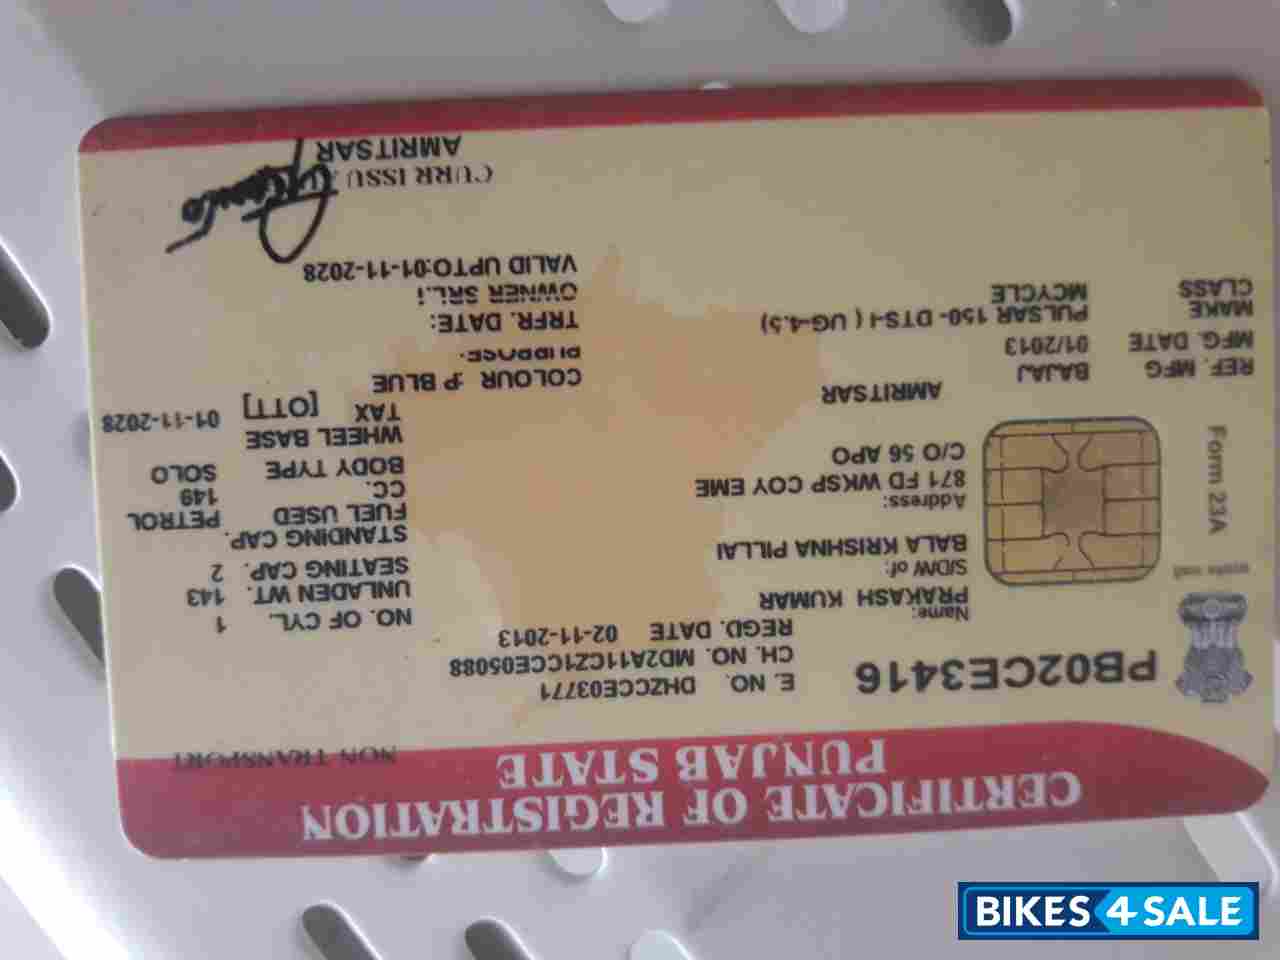 CERTIFICATE OF REGISTRATION
PUNJAB STATE
NON TRANSPORT
PB02CE3416
E. NO. DHZCCE03771
CH. NO. MD2A11CZ1CCE05088
REGD. DATE 02-11-2013
Name:
PRAKASH KUMAR
S/D/W of:
BALA KRISHNA PILLAI
Address:
871 FD WKSP COY EME
C/O 56 APO
AMRITSAR
Form 23A
NO. OF CYL. 1
UNLADEN WT. 143
SEATING CAP. 2
STANDING CAP.
FUEL USED PETROL
CC. 149
BODY TYPE SOLO
WHEEL BASE
TAX [OTT] 01-11-2028
REF. MFG BAJAJ
MFG. DATE 01/2013
MAKE PULSAR 150- DTS-I ( UG-4.5)
CLASS MCYCLE
COLOUR P BLUE
PURPOSE:
TRFR. DATE:
OWNER SRL.:
VALID UPTO:01-11-2028
CURR ISSU
AMRITSAR
BIKES4SALE